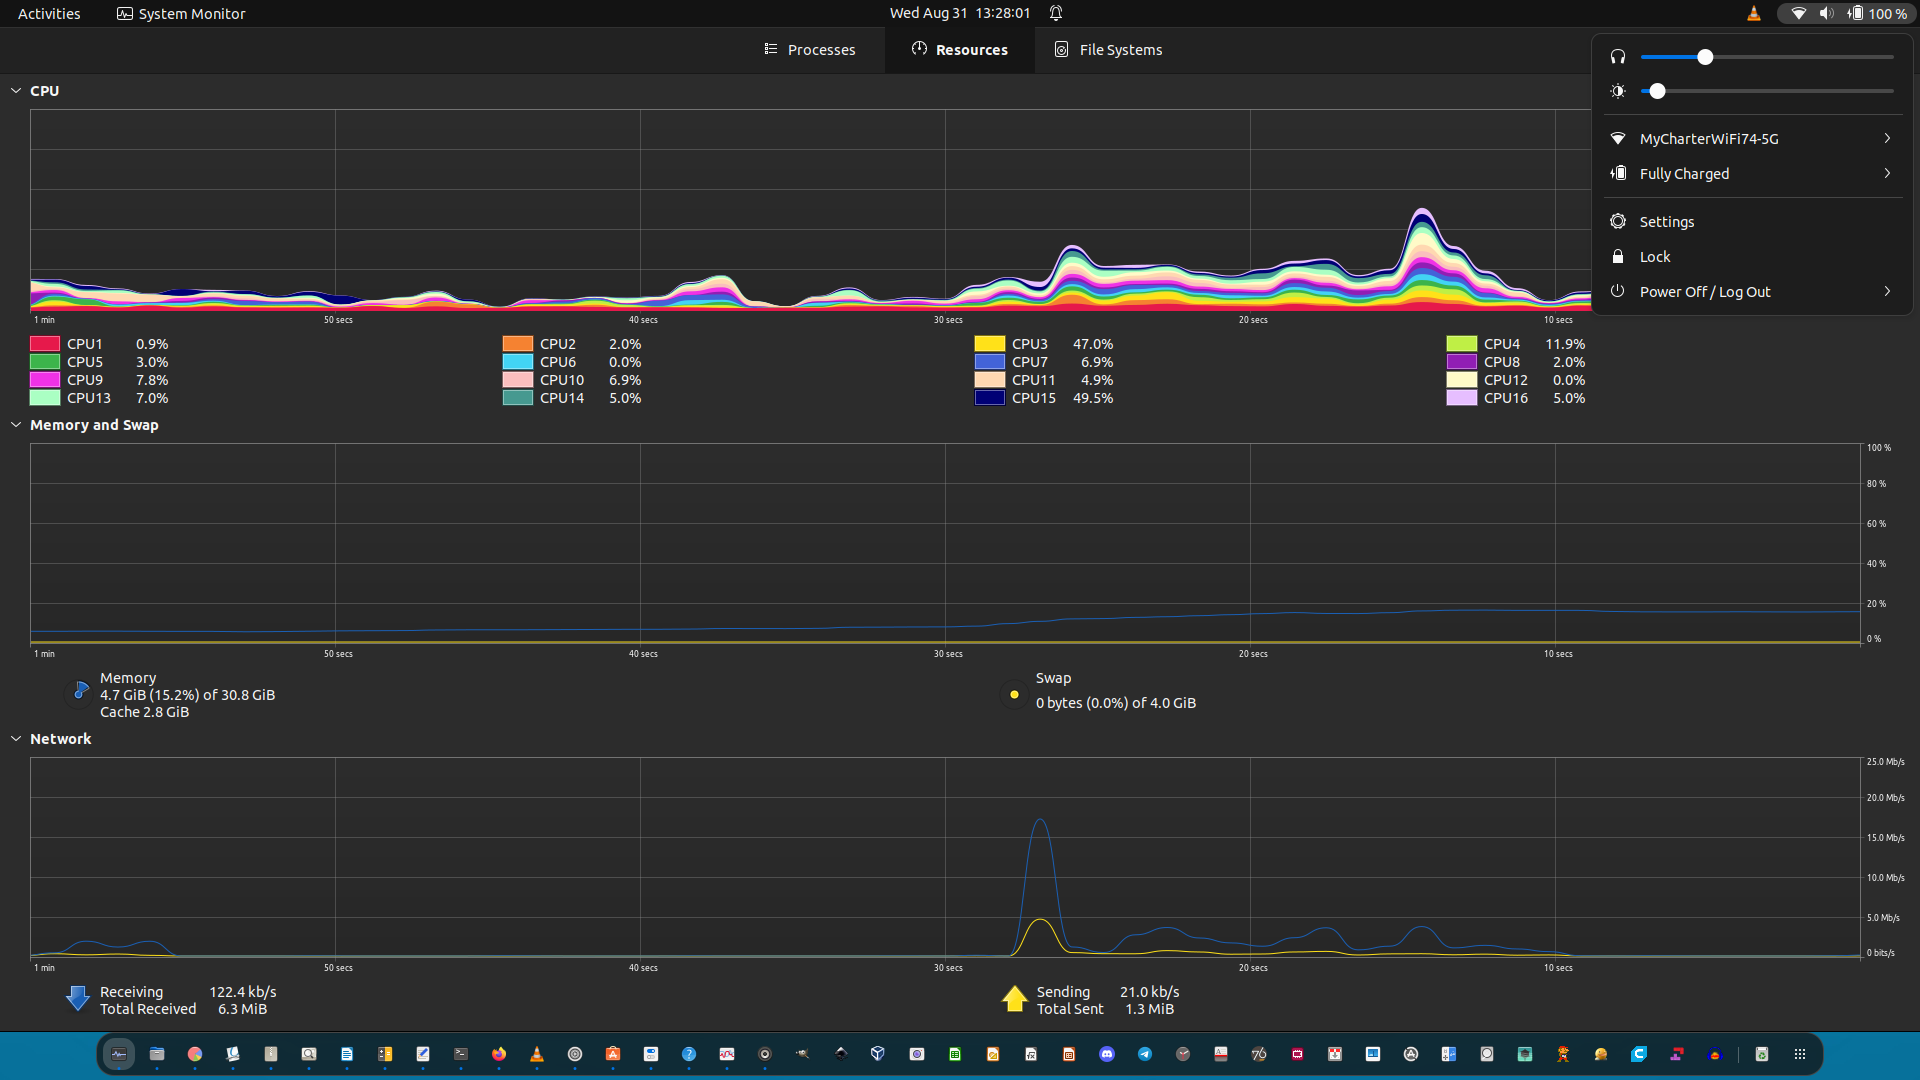 Activities System Monitor Wed Aug 31 13:28:01 100 %
Processes Resources File Systems
CPU
1 min 50 secs 40 secs 30 secs 20 secs 10 secs
CPU1 0.9% CPU2 2.0% CPU3 47.0% CPU4 11.9%
CPU5 3.0% CPU6 0.0% CPU7 6.9% CPU8 2.0%
CPU9 7.8% CPU10 6.9% CPU11 4.9% CPU12 0.0%
CPU13 7.0% CPU14 5.0% CPU15 49.5% CPU16 5.0%
MyCharterWiFi74-5G
Fully Charged
Settings
Lock
Power Off / Log Out
Memory and Swap
100 %
80 %
60 %
40 %
20 %
0 %
1 min 50 secs 40 secs 30 secs 20 secs 10 secs
Memory
4.7 GiB (15.2%) of 30.8 GiB
Cache 2.8 GiB
Swap
0 bytes (0.0%) of 4.0 GiB
Network
25.0 Mb/s
20.0 Mb/s
15.0 Mb/s
10.0 Mb/s
5.0 Mb/s
0 bits/s
1 min 50 secs 40 secs 30 secs 20 secs 10 secs
Receiving 122.4 kb/s
Total Received 6.3 MiB
Sending 21.0 kb/s
Total Sent 1.3 MiB
76